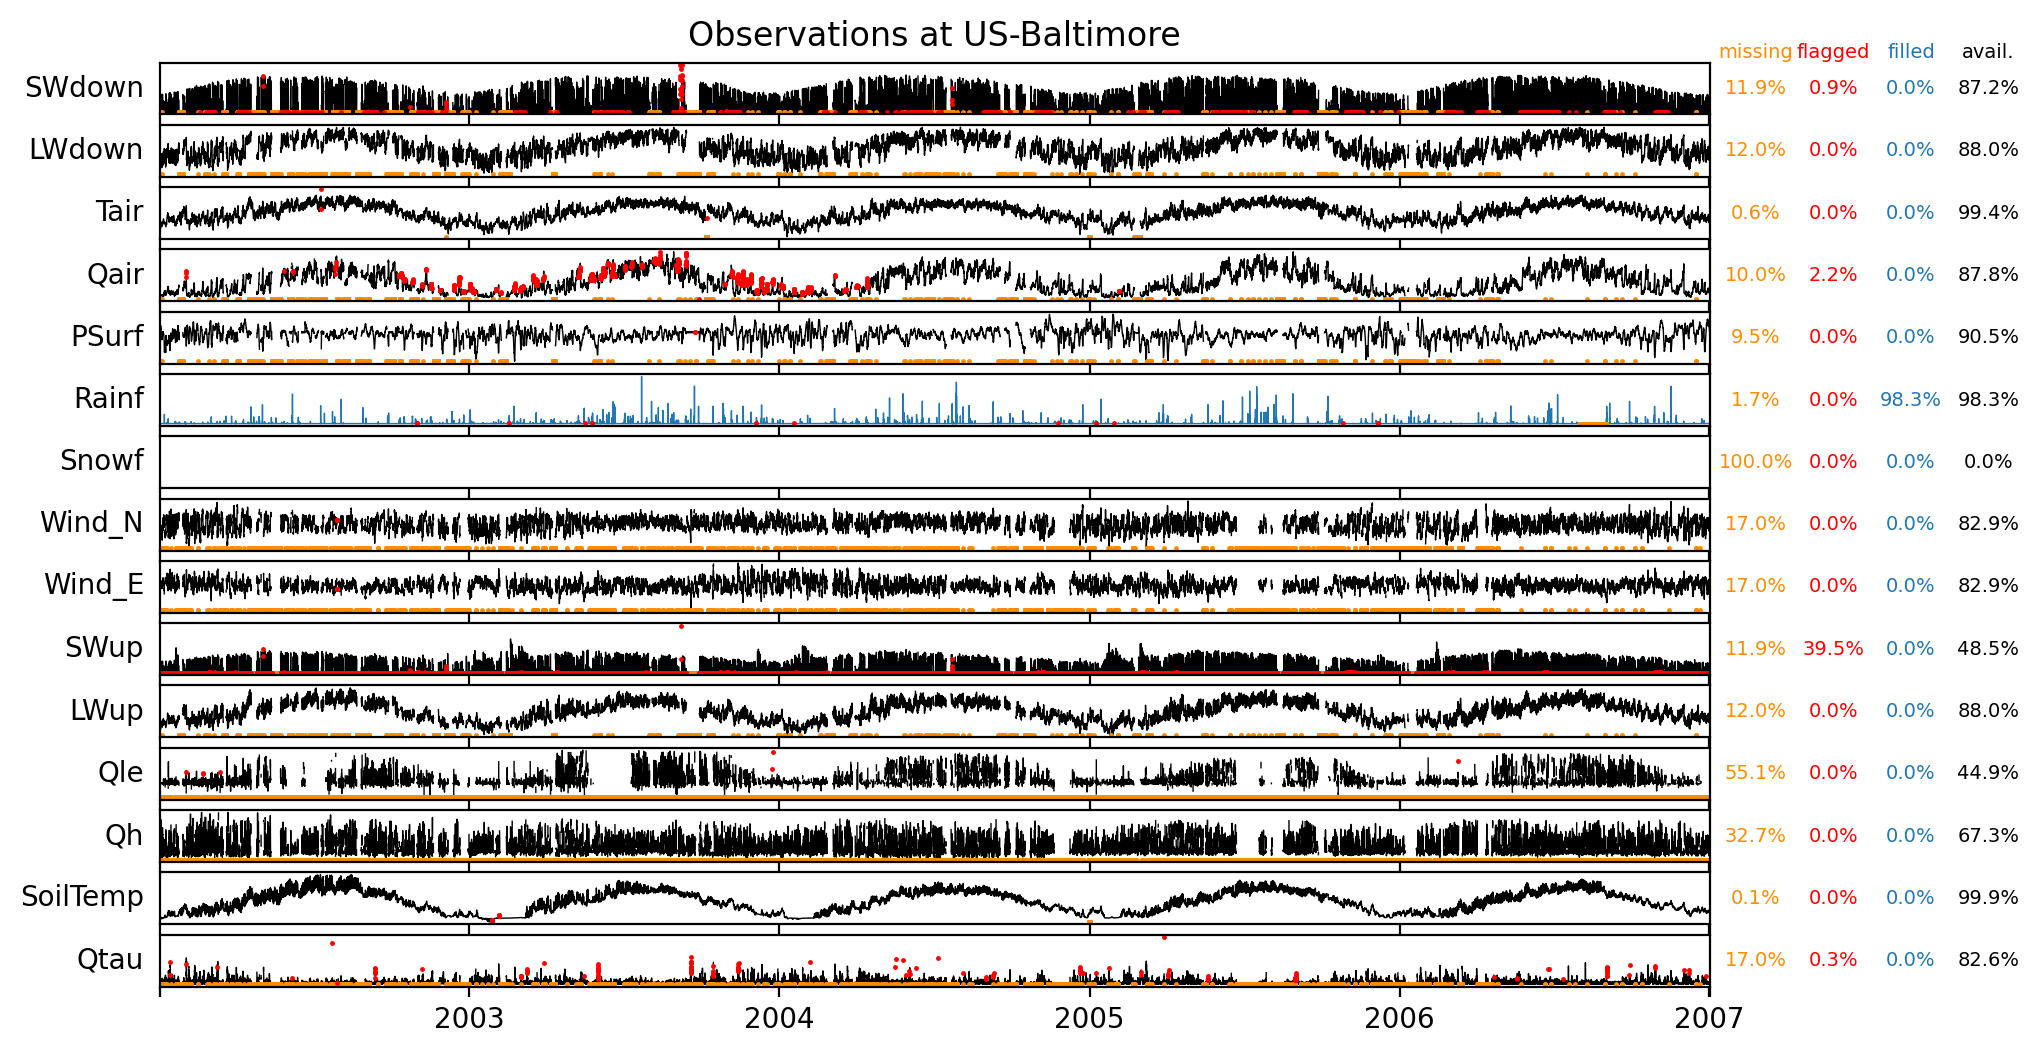 Observations at US-Baltimore
missing flagged filled avail.
SWdown 11.9% 0.9% 0.0% 87.2%
LWdown 12.0% 0.0% 0.0% 88.0%
Tair 0.6% 0.0% 0.0% 99.4%
Qair 10.0% 2.2% 0.0% 87.8%
PSurf 9.5% 0.0% 0.0% 90.5%
Rainf 1.7% 0.0% 98.3% 98.3%
Snowf 100.0% 0.0% 0.0% 0.0%
Wind_N 17.0% 0.0% 0.0% 82.9%
Wind_E 17.0% 0.0% 0.0% 82.9%
SWup 11.9% 39.5% 0.0% 48.5%
LWup 12.0% 0.0% 0.0% 88.0%
Qle 55.1% 0.0% 0.0% 44.9%
Qh 32.7% 0.0% 0.0% 67.3%
SoilTemp 0.1% 0.0% 0.0% 99.9%
Qtau 17.0% 0.3% 0.0% 82.6%
2003 2004 2005 2006 2007